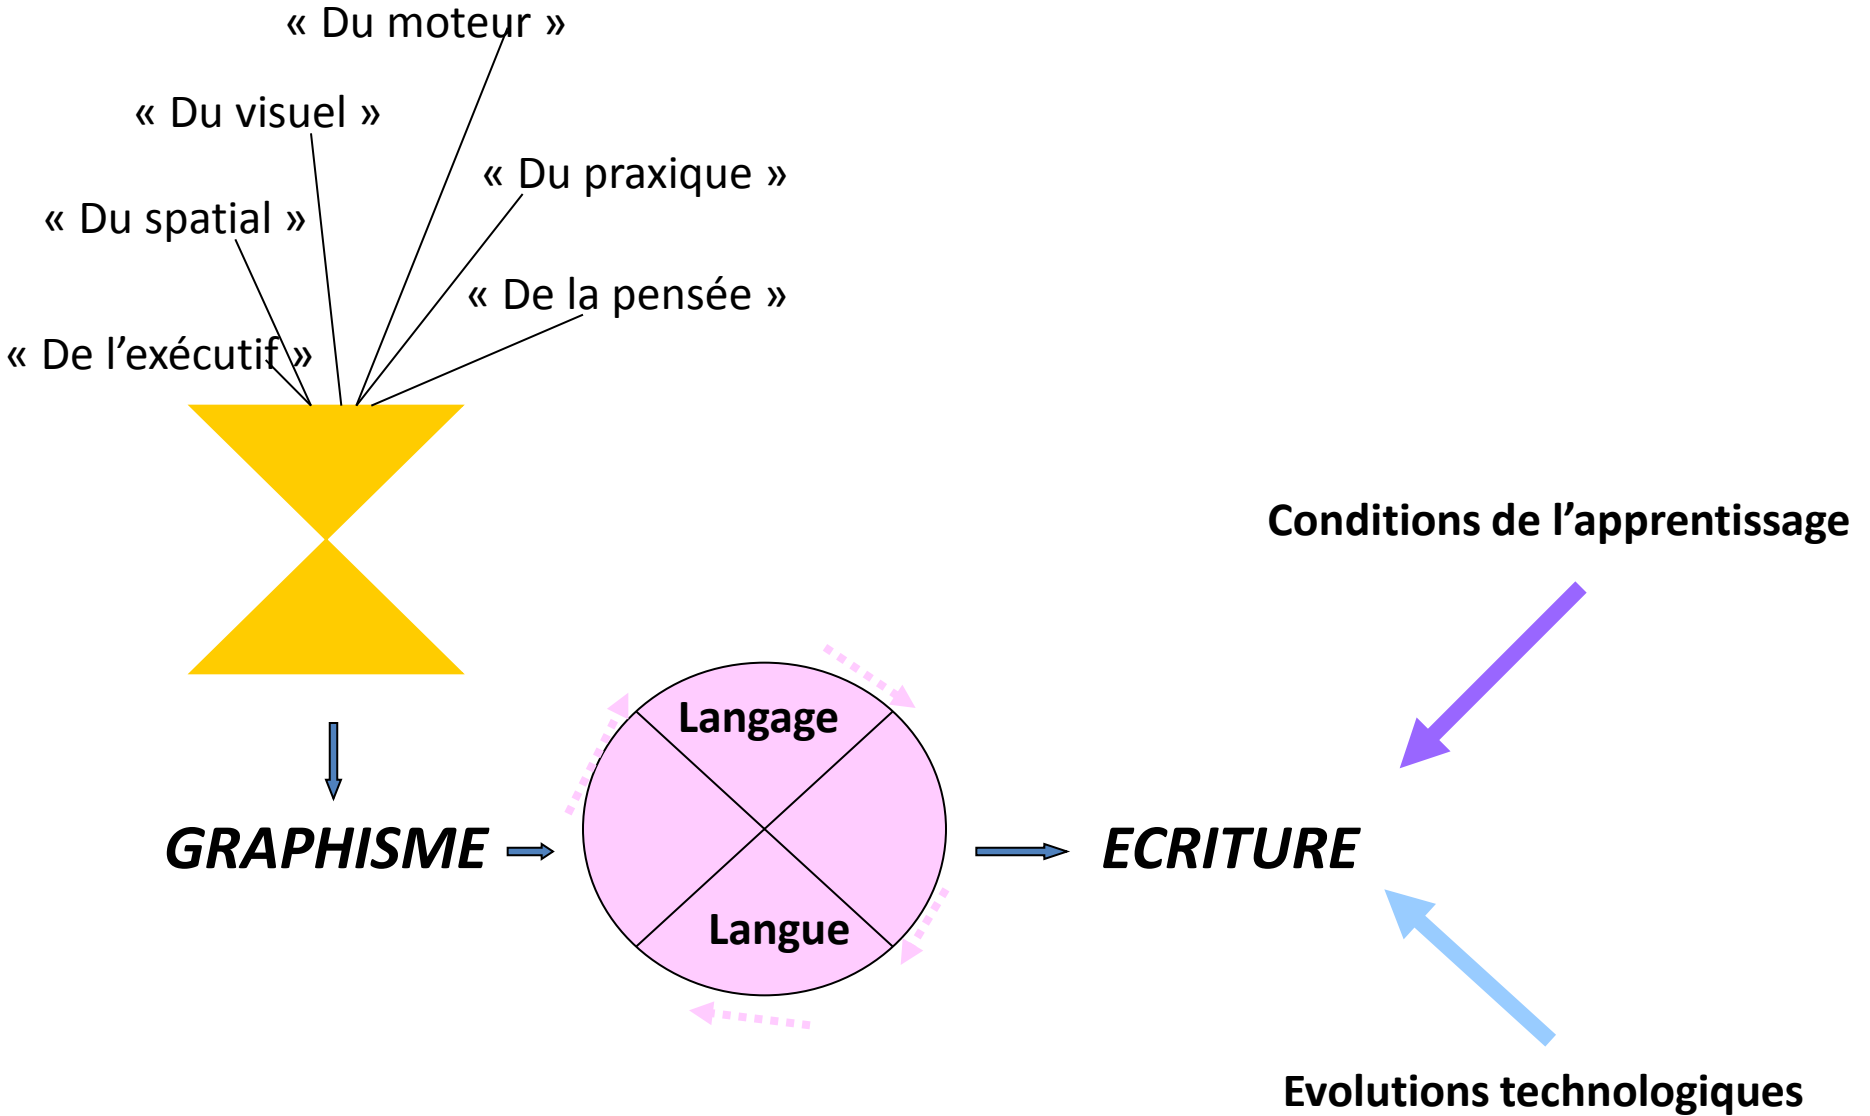 « Du moteur »
« Du visuel »
« Du praxique »
« Du spatial »
« De la pensée »
« De l’exécutif »
Conditions de l’apprentissage
Langage
GRAPHISME
ECRITURE
Langue
Evolutions technologiques